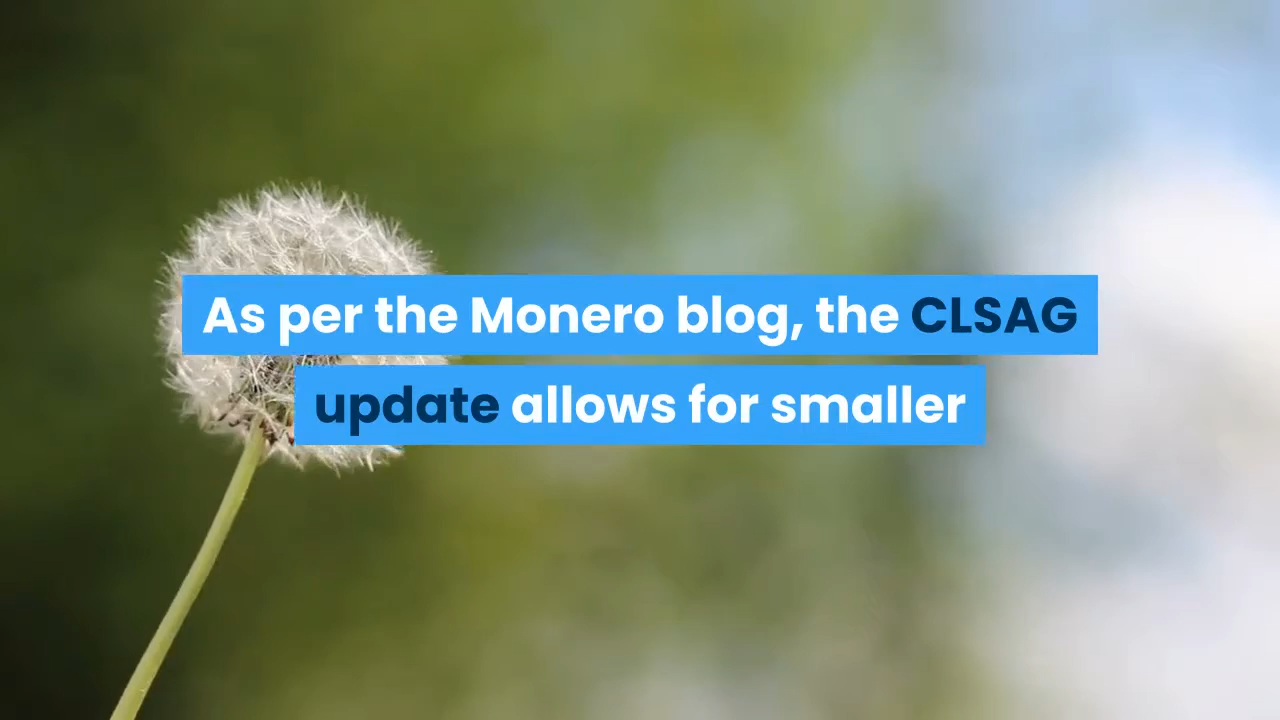 As per the Monero blog, the CLSAG
update allows for smaller